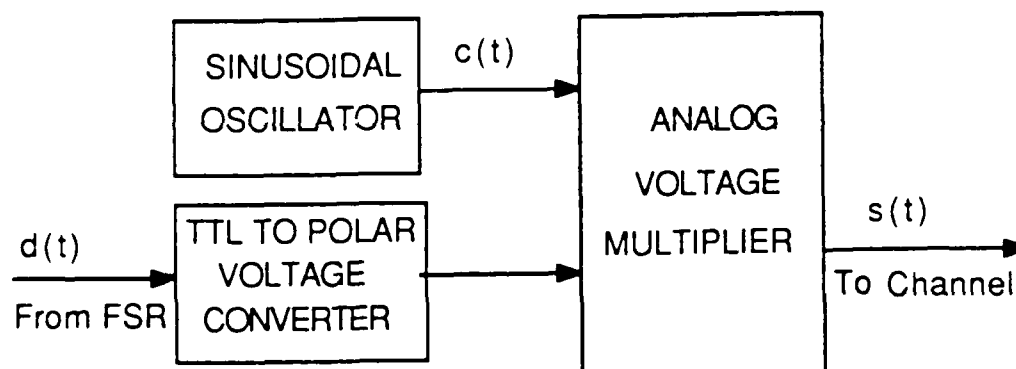 SINUSOIDAL
OSCILLATOR
c(t)
ANALOG
VOLTAGE
MULTIPLIER
d(t)
From FSR
TTL TO POLAR
VOLTAGE
CONVERTER
s(t)
To Channel